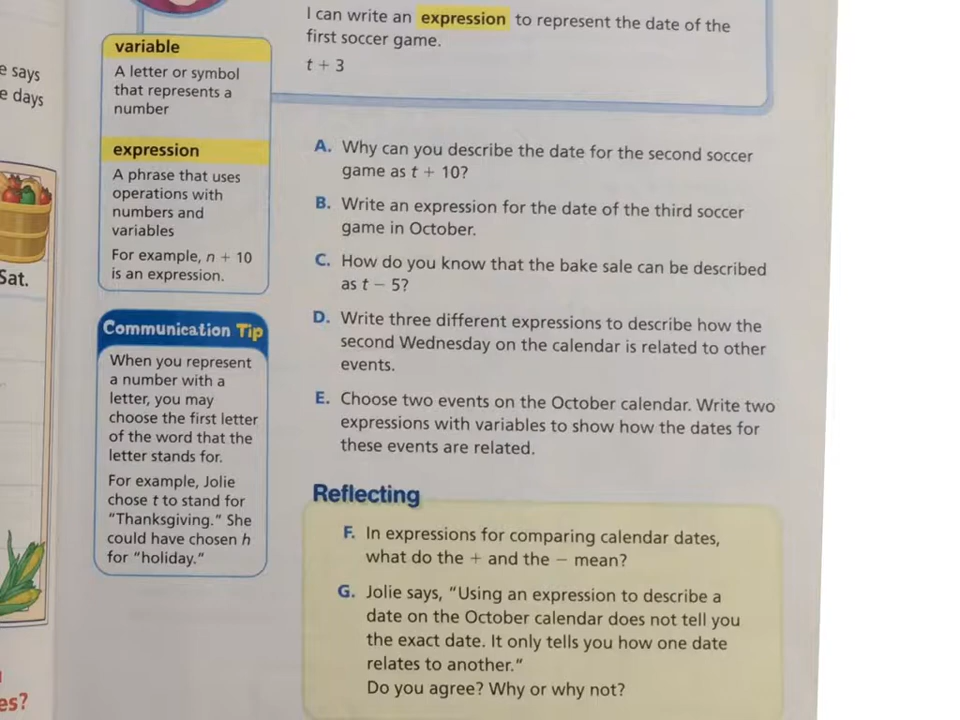 e says
e days
Sat.
es?
variable
A letter or symbol
that represents a
number
expression
A phrase that uses
operations with
numbers and
variables
For example, n + 10
is an expression.
Communication Tip
When you represent
a number with a
letter, you may
choose the first letter
of the word that the
letter stands for.
For example, Jolie
chose t to stand for
"Thanksgiving." She
could have chosen h
for "holiday."
I can write an expression to represent the date of the
first soccer game.
t + 3
A. Why can you describe the date for the second soccer
game as t + 10?
B. Write an expression for the date of the third soccer
game in October.
C. How do you know that the bake sale can be described
as t − 5?
D. Write three different expressions to describe how the
second Wednesday on the calendar is related to other
events.
E. Choose two events on the October calendar. Write two
expressions with variables to show how the dates for
these events are related.
Reflecting
F. In expressions for comparing calendar dates,
what do the + and the − mean?
G. Jolie says, "Using an expression to describe a
date on the October calendar does not tell you
the exact date. It only tells you how one date
relates to another."
Do you agree? Why or why not?